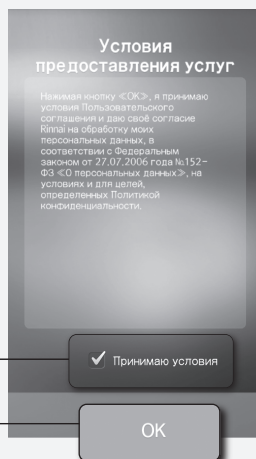 Условия
предоставления услуг
Нажимая кнопку ≪OK≫, я принимаю
условия Пользовательского
соглашения и даю своё согласие
Rinnai на обработку моих
персональных данных, в
соответствии с Федеральным
законом от 27.07.2006 года №152-
ФЗ ≪О персональных данных≫, на
условиях и для целей,
определенных Политикой
конфиденциальности.
Принимаю условия
OK